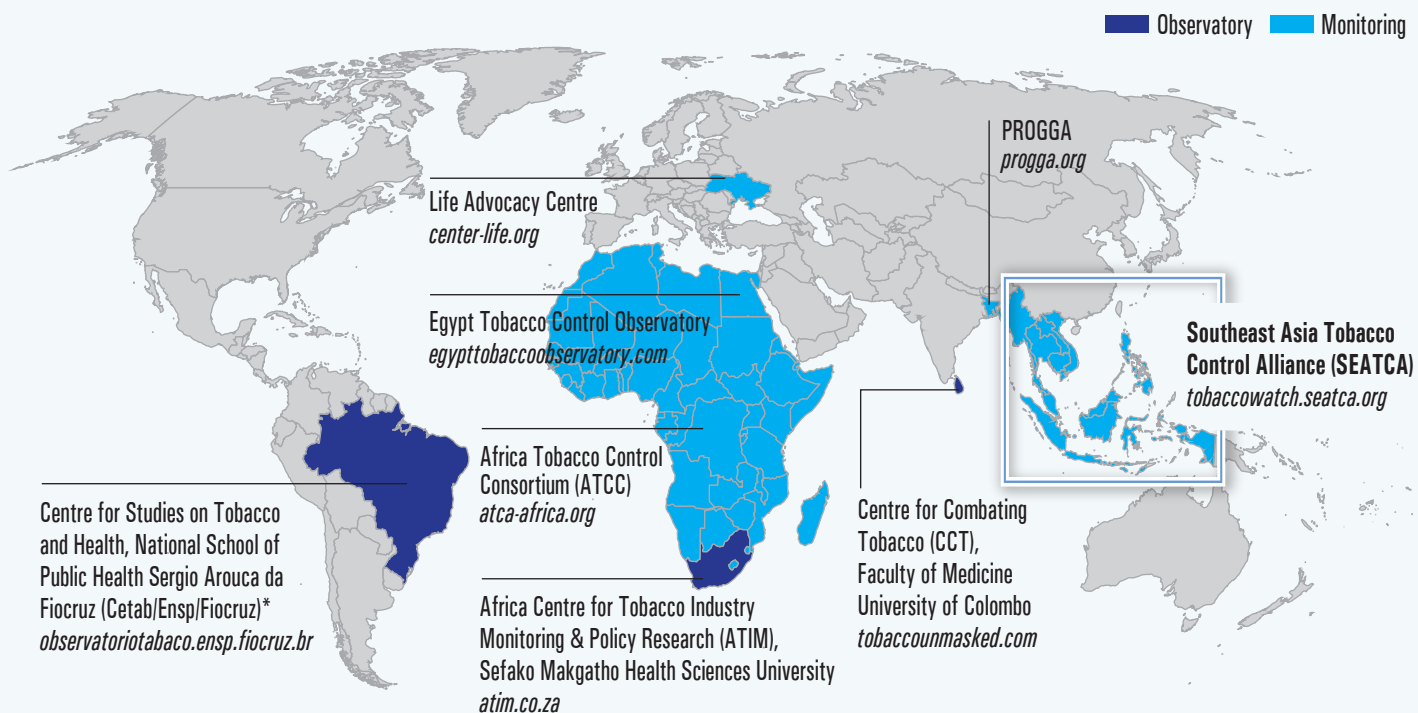 Observatory
Monitoring
PROGGA
progga.org
Life Advocacy Centre
center-life.org
Egypt Tobacco Control Observatory
egypttobaccoobservatory.com
Southeast Asia Tobacco
Control Alliance (SEATCA)
tobaccowatch.seatca.org
Africa Tobacco Control
Consortium (ATCC)
atca-africa.org
Centre for Studies on Tobacco
and Health, National School of
Public Health Sergio Arouca da
Fiocruz (Cetab/Ensp/Fiocruz)*
observatoriotabaco.ensp.fiocruz.br
Africa Centre for Tobacco Industry
Monitoring & Policy Research (ATIM),
Sefako Makgatho Health Sciences University
atim.co.za
Centre for Combating
Tobacco (CCT),
Faculty of Medicine
University of Colombo
tobaccounmasked.com